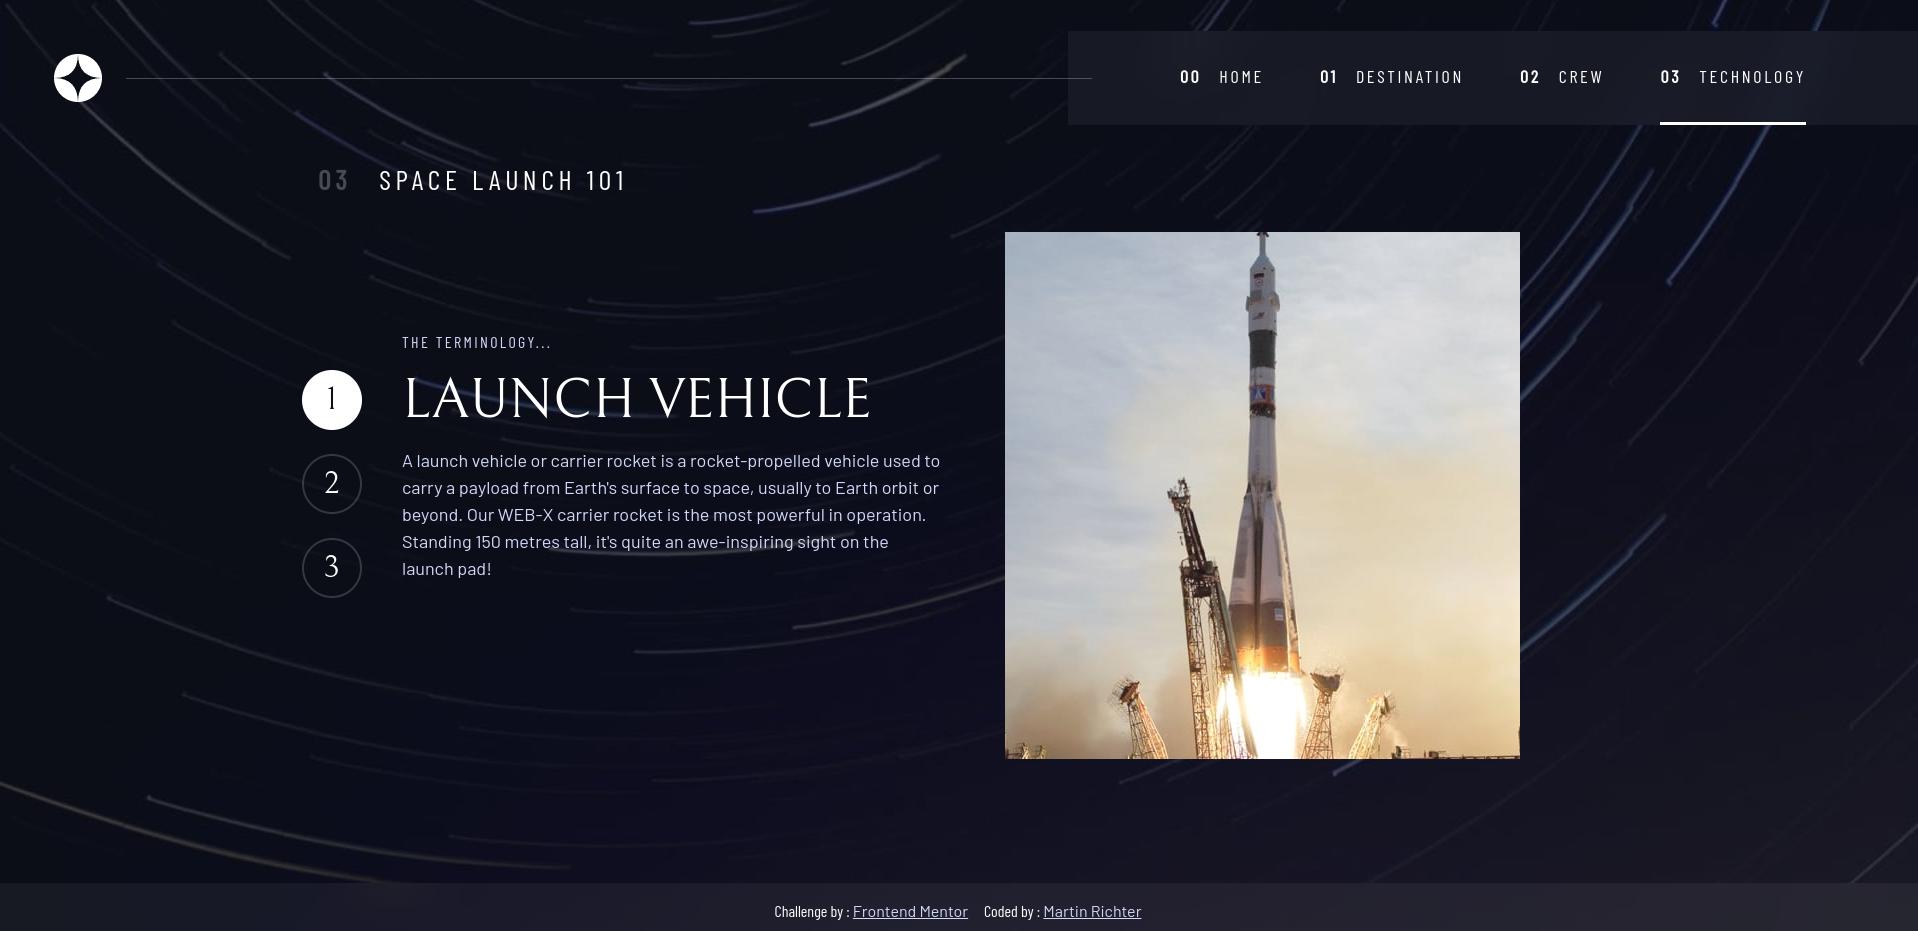 00 HOME 01 DESTINATION 02 CREW 03 TECHNOLOGY
03 SPACE LAUNCH 101
THE TERMINOLOGY...
1
LAUNCH VEHICLE
2
3
A launch vehicle or carrier rocket is a rocket-propelled vehicle used to
carry a payload from Earth's surface to space, usually to Earth orbit or
beyond. Our WEB-X carrier rocket is the most powerful in operation.
Standing 150 metres tall, it's quite an awe-inspiring sight on the
launch pad!
Challenge by : Frontend Mentor Coded by : Martin Richter